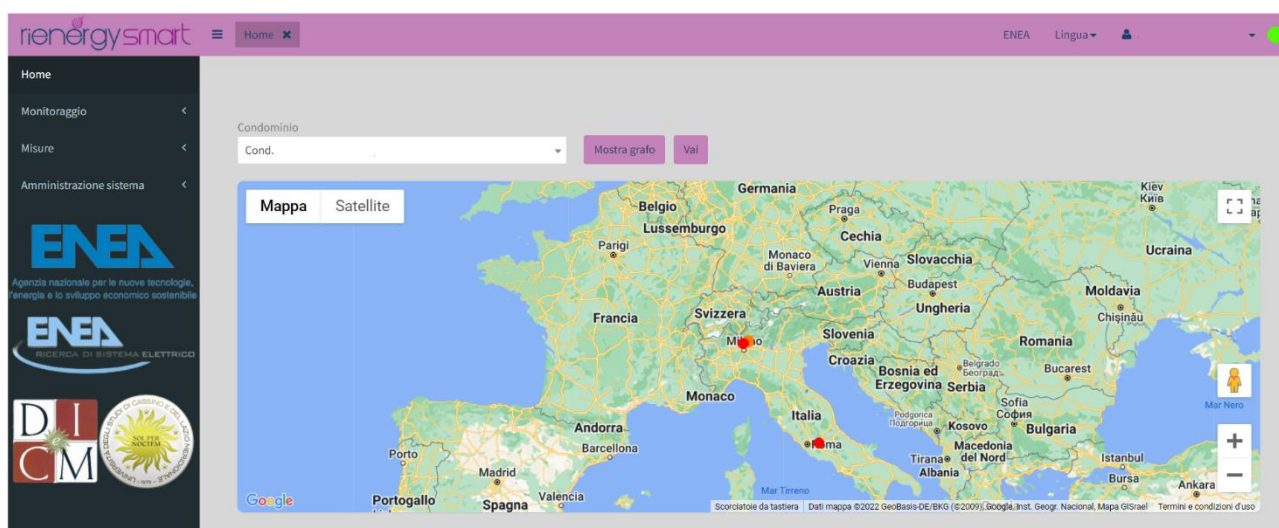 rienergysmart
Home
ENEA Lingua
Home
Monitoraggio
Misure
Amministrazione sistema
ENEA
Agenzia nazionale per le nuove tecnologie,
l'energia e lo sviluppo economico sostenibile
ENEA
RICERCA DI SISTEMA ELETTRICO
D I
C M
SOL PER
NOCTEM
Condominio
Cond.
Mostra grafo Vai
Mappa Satellite
Germania
Belgio
Lussemburgo
Praga
Cechia
Kiev
Київ
Parigi
Monaco
di Baviera
Vienna
Slovacchia
Ucraina
Budapest
Austria
Ungheria
Moldavia
Chișinău
Francia
Svizzera
Slovenia
Romania
Croazia
Belgrado
Београд
Bucarest
Bosnia ed
Erzegovina
Serbia
Monaco
Sofia
София
Mar Nero
Italia
Podgorica
Подгорица
Kosovo
Bulgaria
Andorra
Barcellona
Macedonia
del Nord
Porto
Tirana
Albania
Istanbul
Madrid
Bursa
Ankara
Portogallo
Spagna
Valencia
Mar Tirreno
Google
Scorciatoie da tastiera Dati mappa ©2022 GeoBasis-DE/BKG (©2009), Google, Inst. Geogr. Nacional, Mapa GISrael Termini e condizioni d'uso